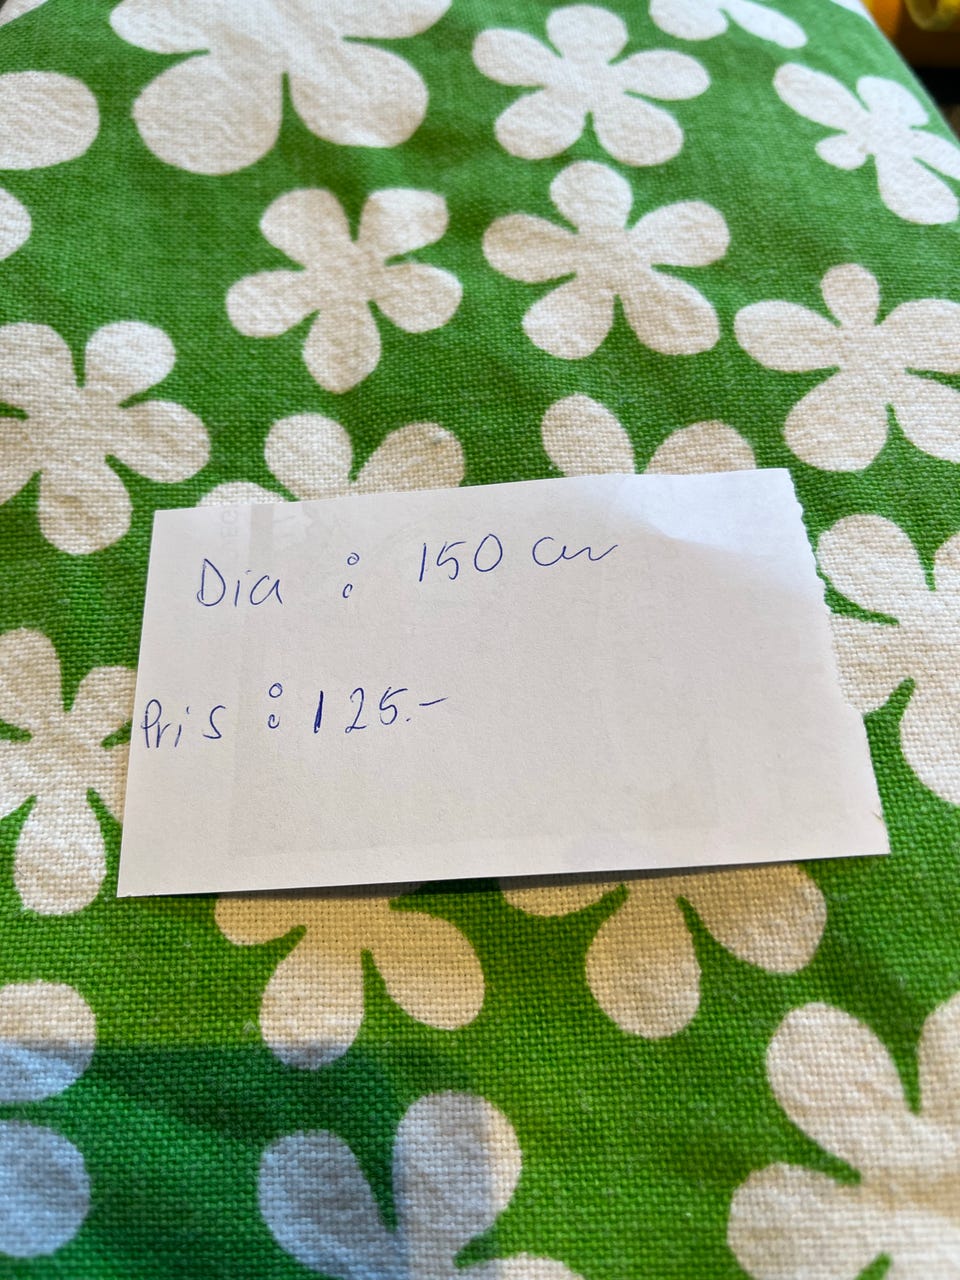 Dia : 150 cm
Pris : 125.-